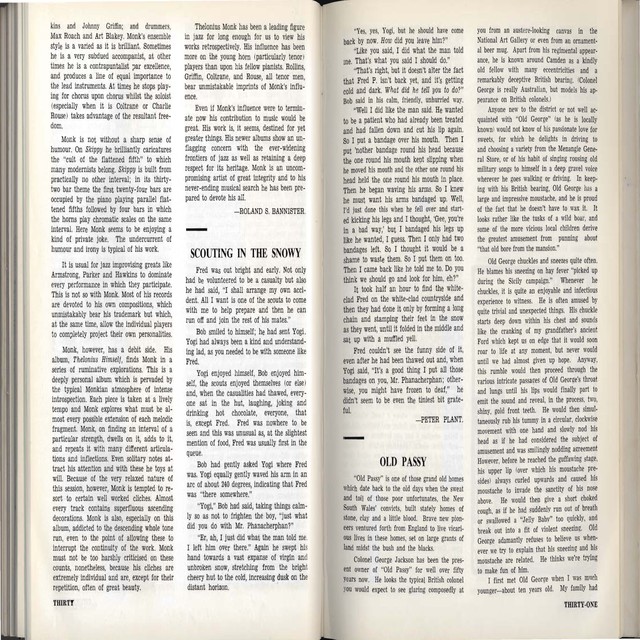 kins and Johnny Griffin; and drummers,
Max Roach and Art Blakey. Monk's ensemble
style is a varied as it is brilliant. Sometimes
he is a very subdued accompanist, at other
times he is a contrapuntalist par excellence,
and produces a line of equal importance to
the lead instruments. At times he stops play-
ing for chorus upon chorus whilst the soloist
(especially when it is Coltrane or Charlie
Rouse) takes advantage of the resultant free-
dom.
Monk is not without a sharp sense of
humour. On Skippy he brilliantly caricatures
the "cult of the flattened fifth" to which
many modernists belong. Skippy is built from
practically no other interval; in its thirty-
two bar theme the first twenty-four bars are
occupied by the piano playing parallel flat-
tened fifths followed by four bars in which
the horns play chromatic scales on the same
interval. Here Monk seems to be enjoying a
kind of private joke. The undercurrent of
humour and irony is typical of his work.
It is usual for jazz improvising greats like
Armstrong, Parker and Hawkins to dominate
every performance in which they participate.
This is not so with Monk. Most of his records
are devoted to his own compositions, which
unmistakably bear his trademark but which,
at the same time, allow the individual players
to completely project their own personalities.
Monk, however, has a debit side. His
album, Thelonius Himself, finds Monk in a
series of ruminative explorations. This is a
deeply personal album which is pervaded by
the typical Monkian atmosphere of intense
introspection. Each piece is taken at a lively
tempo and Monk explores what must be al-
most every possible extension of each melodic
fragment. Monk, on finding an interval of a
particular strength, dwells on it, adds to it,
and repeats it with many different articula-
tions and inflections. Even solitary notes at-
tract his attention and with these he toys at
will. Because of the very relaxed nature of
this session, however, Monk is tempted to re-
sort to certain well worked cliches. Almost
every track contains superfluous ascending
decorations. Monk is also, especially on this
album, addicted to the descending whole tone
run, even to the point of allowing these to
interrupt the continuity of the work. Monk
must not be too harshly criticised on these
counts, nonetheless, because his cliches are
extremely individual and are, except for their
repetition, often of great beauty.
THIRTY
Thelonius Monk has been a leading figure
in jazz for long enough for us to view his
works retrospectively. His influence has been
more on the young horn (particularly tenor)
players than upon his fellow pianists. Rollins,
Griffin, Coltrane, and Rouse, all tenor men,
bear unmistakable imprints of Monk's influ-
ence.
Even if Monk's influence were to termin-
ate now his contribution to music would be
great. His work is, it seems, destined for yet
greater things. His newer albums show an un-
flagging concern with the ever-widening
frontiers of jazz as well as retaining a deep
respect for its heritage. Monk is an uncom-
promising artist of great integrity and to his
never-ending musical search he has been pre-
pared to devote his all.
—ROLAND S. BANNISTER.
SCOUTING IN THE SNOWY
Fred was out bright and early. Not only
had he volunteered to be a casualty but also
he had said, "I shall arrange my own acci-
dent. All I want is one of the scouts to come
with me to help prepare and then he can
run off and join the rest of his mates."
Bob smiled to himself; he had sent Yogi.
Yogi had always been a kind and understand-
ing lad, as you needed to be with someone like
Fred.
Yogi enjoyed himself, Bob enjoyed him-
self, the scouts enjoyed themselves (or else)
and, when the casualties had thawed, every-
one sat in the hut, laughing, joking and
drinking hot chocolate, everyone, that
is, except Fred. Fred was nowhere to be
seen and this was unusual as, at the slightest
mention of food, Fred was usually first in the
queue.
Bob had gently asked Yogi where Fred
was. Yogi equally gently waved his arm in an
arc of about 240 degrees, indicating that Fred
was "there somewhere."
"Yogi," Bob had said, taking things calm-
ly so as not to frighten the boy, "just what
did you do with Mr. Phanacherphan?"
"Er, ah, I just did what the man told me.
I left him over there." Again he swept his
hand towards a vast expanse of virgin and
unbroken snow, stretching from the bright
cheery hut to the cold, increasing dusk on the
distant horizon.
"Yes, yes, Yogi, but he should have come
back by now. How did you leave him?"
"Like you said, I did what the man told
me. That's what you said I should do."
"That's right, but it doesn't alter the fact
that Fred P. isn't back yet, and it's getting
cold and dark. What did he tell you to do?"
Bob said in his calm, friendly, unhurried way.
"Well I did like the man said. He wanted
to be a patient who had already been treated
and had fallen down and cut his lip again.
So I put a bandage over his mouth. Then I
put 'nother bandage round his head because
the one round his mouth kept slipping when
he moved his mouth and the other one round his
head held the one round his mouth in place.
Then he began waving his arms. So I knew
he must want his arms bandaged up. Well,
I'd just done this when he fell over and start-
ed kicking his legs and I thought, 'Gee, you're
in a bad way,' but I bandaged his legs up
like he wanted, I guess. Then I only had two
bandages left. So I thought it would be a
shame to waste them. So I put them on too.
Then I came back like he told me to. Do you
think we should go and look for him, eh?"
It took half an hour to find the white-
clad Fred on the white-clad countryside and
then they had done it only by forming a long
chain and stamping their feet in the snow
as they went, until it folded in the middle and
sat up with a muffled yell.
Fred couldn't see the funny side of it,
even after he had been thawed out and, when
Yogi said, "It's a good thing I put all those
bandages on you, Mr. Phanacherphan; other-
wise, you might have frozen to dead," he
didn't seem to be even the tiniest bit grate-
ful.
—PETER PLANT.
OLD PASSY
"Old Passy" is one of those grand old homes
which date back to the old days when the sweat
and toil of those poor unfortunates, the New
South Wales' convicts, built stately homes of
stone, clay and a little blood. Brave new pion-
eers ventured forth from England to live vicari-
ous lives in these homes, set on large grants of
land midst the bush and the blacks.
Colonel George Jackson has been the pres-
ent owner of "Old Passy" for well over fifty
years now. He looks the typical British colonel
you would expect to see glaring composedly at
you from an austere-looking canvas in the
National Art Gallery or even from an ornament-
al beer mug. Apart from his regimental appear-
ance, he is known around Camden as a kindly
old fellow with many eccentricities and a
remarkably deceptive British bearing. (Colonel
George is really Australian, but models his ap-
pearance on British colonels.)
Anyone new to the district or not well ac-
quainted with "Old George" (as he is locally
known) would not know of his passionate love for
sweets, for which he delights in driving to
and choosing a variety from the Menangle Gene-
ral Store, or of his habit of singing rousing old
military songs to himself in a deep gravel voice
wherever he goes walking or driving. In keep-
ing with his British bearing, Old George has a
large and impressive moustache, and he is proud
of the fact that he doesn't have to wax it. It
looks rather like the tusks of a wild boar, and
some of the more vicious local children derive
the greatest amusement from punning about
"that old bore from the mansion."
Old George chuckles and sneezes quite often.
He blames his sneezing on hay fever "picked up
during the Sicily campaign." Whenever he
chuckles, it is quite an enjoyable and infectious
experience to witness. He is often amused by
quite trivial and unexpected things. His chuckle
starts deep down within his chest and sounds
like the cranking of my grandfather's ancient
Ford which kept us on edge that it would soon
roar to life at any moment, but never would
until we had almost given up hope. Anyway,
this rumble would then proceed through the
various intricate passages of Old George's throat
and lungs until his lips would finally part to
emit the sound and reveal, in the process, two,
shiny, gold front teeth. He would then simul-
taneously rub his tummy in a circular, clockwise
movement with one hand and slowly nod his
head as if he had considered the subject of
amusement and was smilingly nodding agreement.
However, before he reached the guffawing stage,
his upper lip (over which his moustache pre-
sides) always curled upwards and caused his
moustache to invade the sanctity of his nose
above. He would then give a short choked
cough, as if he had suddenly run out of breath
or swallowed a "Jelly Babe" too quickly, and
break out into a fit of violent sneezing. Old
George adamantly refuses to believe us when-
ever we try to explain that his sneezing and his
moustache are related. He thinks we're trying
to make fun of him.
I first met Old George when I was much
younger—about ten years old. My family had
THIRTY-ONE